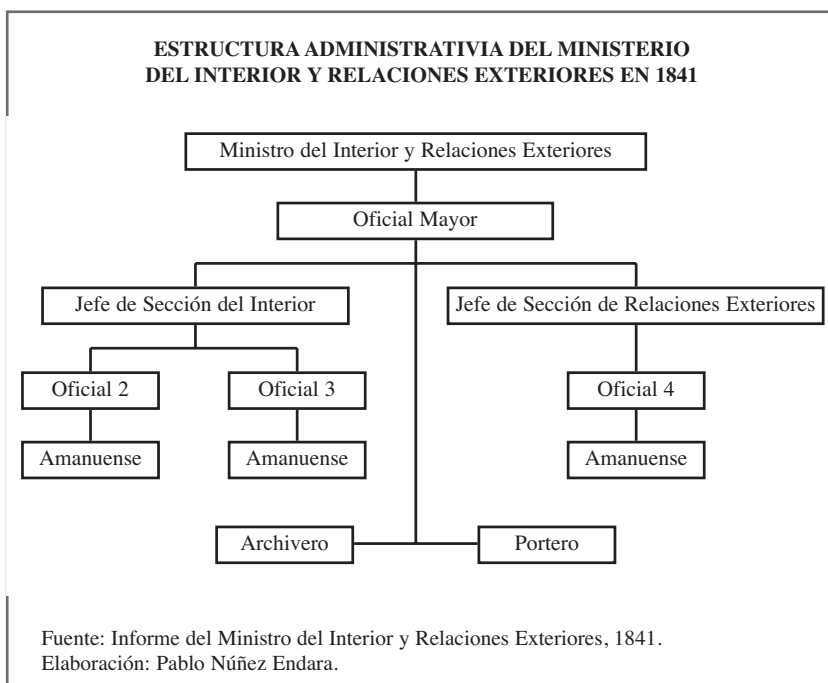 ESTRUCTURA ADMINISTRATIVIA DEL MINISTERIO
DEL INTERIOR Y RELACIONES EXTERIORES EN 1841
Ministro del Interior y Relaciones Exteriores
Oficial Mayor
Jefe de Sección del Interior
Jefe de Sección de Relaciones Exteriores
Oficial 2
Oficial 3
Oficial 4
Amanuense
Amanuense
Amanuense
Archivero
Portero
Fuente: Informe del Ministro del Interior y Relaciones Exteriores, 1841.
Elaboración: Pablo Núñez Endara.